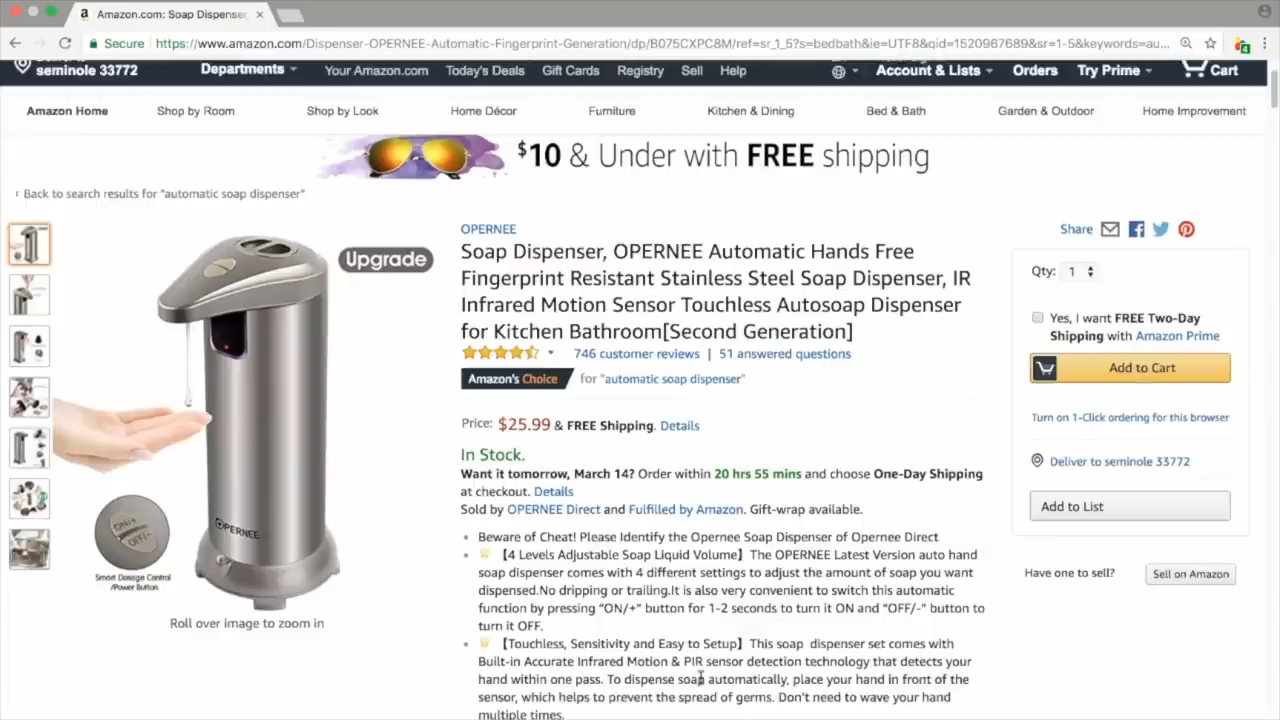 a Amazon.com: Soap Dispenser, ×
Secure https://www.amazon.com/Dispenser-OPERNEE-Automatic-Fingerprint-Generation/dp/B075CXPC8M/ref=sr_1_5?s=bedbath&ie=UTF8&qid=1520967689&sr=1-5&keywords=au...
seminole 33772
Departments Your Amazon.com Today's Deals Gift Cards Registry Sell Help Account & Lists Orders Try Prime Cart
Amazon Home Shop by Room Shop by Look Home Décor Furniture Kitchen & Dining Bed & Bath Garden & Outdoor Home Improvement
$10 & Under with FREE shipping
‹ Back to search results for "automatic soap dispenser"
Upgrade
OPERNEE
ON/+
OFF/-
Smart Dosage Control
/Power Button
Roll over image to zoom in
OPERNEE
Soap Dispenser, OPERNEE Automatic Hands Free
Fingerprint Resistant Stainless Steel Soap Dispenser, IR
Infrared Motion Sensor Touchless Autosoap Dispenser
for Kitchen Bathroom[Second Generation]
746 customer reviews | 51 answered questions
Amazon's Choice for "automatic soap dispenser"
Price: $25.99 & FREE Shipping. Details
In Stock.
Want it tomorrow, March 14? Order within 20 hrs 55 mins and choose One-Day Shipping
at checkout. Details
Sold by OPERNEE Direct and Fulfilled by Amazon. Gift-wrap available.
• Beware of Cheat! Please Identify the Opernee Soap Dispenser of Opernee Direct
• 【4 Levels Adjustable Soap Liquid Volume】The OPERNEE Latest Version auto hand
soap dispenser comes with 4 different settings to adjust the amount of soap you want
dispensed.No dripping or trailing.It is also very convenient to switch this automatic
function by pressing “ON/+” button for 1-2 seconds to turn it ON and “OFF/-” button to
turn it OFF.
• 【Touchless, Sensitivity and Easy to Setup】This soap dispenser set comes with
Built-in Accurate Infrared Motion & PIR sensor detection technology that detects your
hand within one pass. To dispense soap automatically, place your hand in front of the
sensor, which helps to prevent the spread of germs. Don't need to wave your hand
multiple times.
Share
Qty: 1
Yes, I want FREE Two-Day
Shipping with Amazon Prime
Add to Cart
Turn on 1-Click ordering for this browser
Deliver to seminole 33772
Add to List
Have one to sell? Sell on Amazon